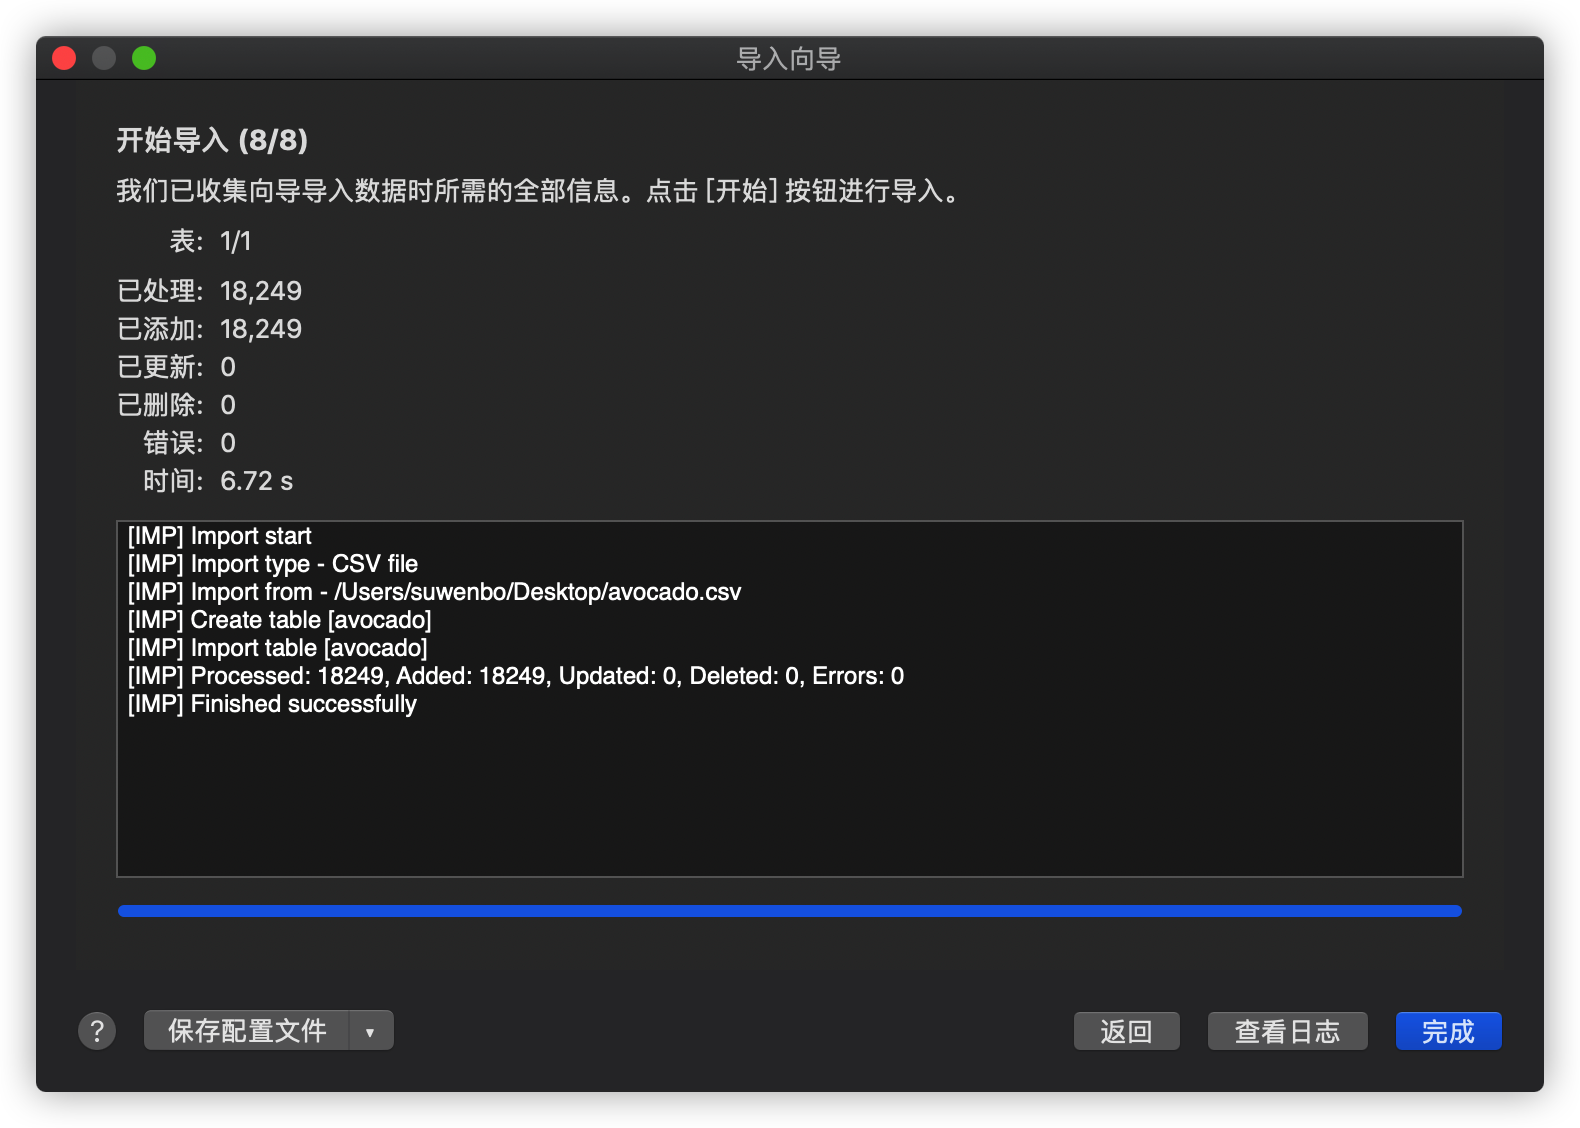 导入向导
开始导入 (8/8)
我们已收集向导导入数据时所需的全部信息。点击 [开始] 按钮进行导入。
表: 1/1
已处理: 18,249
已添加: 18,249
已更新: 0
已删除: 0
错误: 0
时间: 6.72 s
[IMP] Import start
[IMP] Import type - CSV file
[IMP] Import from - /Users/suwenbo/Desktop/avocado.csv
[IMP] Create table [avocado]
[IMP] Import table [avocado]
[IMP] Processed: 18249, Added: 18249, Updated: 0, Deleted: 0, Errors: 0
[IMP] Finished successfully
? 保存配置文件 ▼ 返回 查看日志 完成